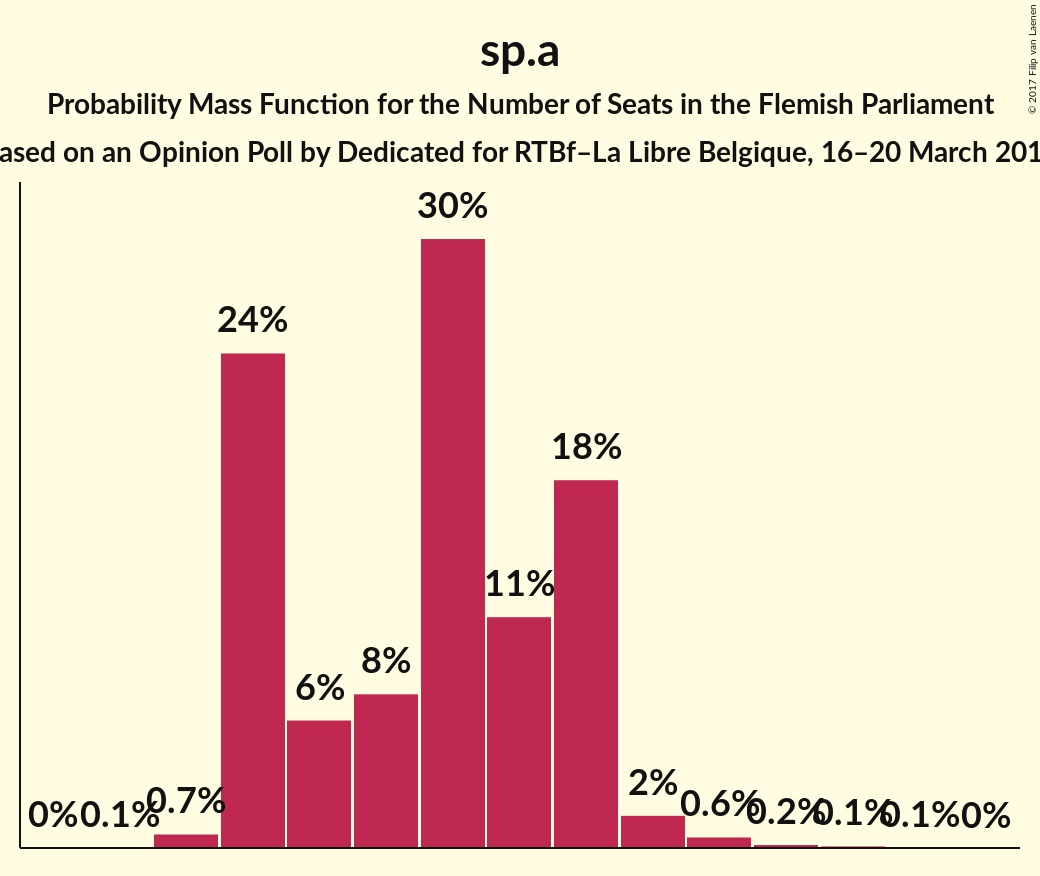 sp.a
Probability Mass Function for the Number of Seats in the Flemish Parliament
ased on an Opinion Poll by Dedicated for RTBf–La Libre Belgique, 16–20 March 201
© 2017 Filip van Laenen
30%
24%
18%
11%
8%
6%
2%
0% 0.1% 0.7% 0.6% 0.2% 0.1% 0.1% 0%